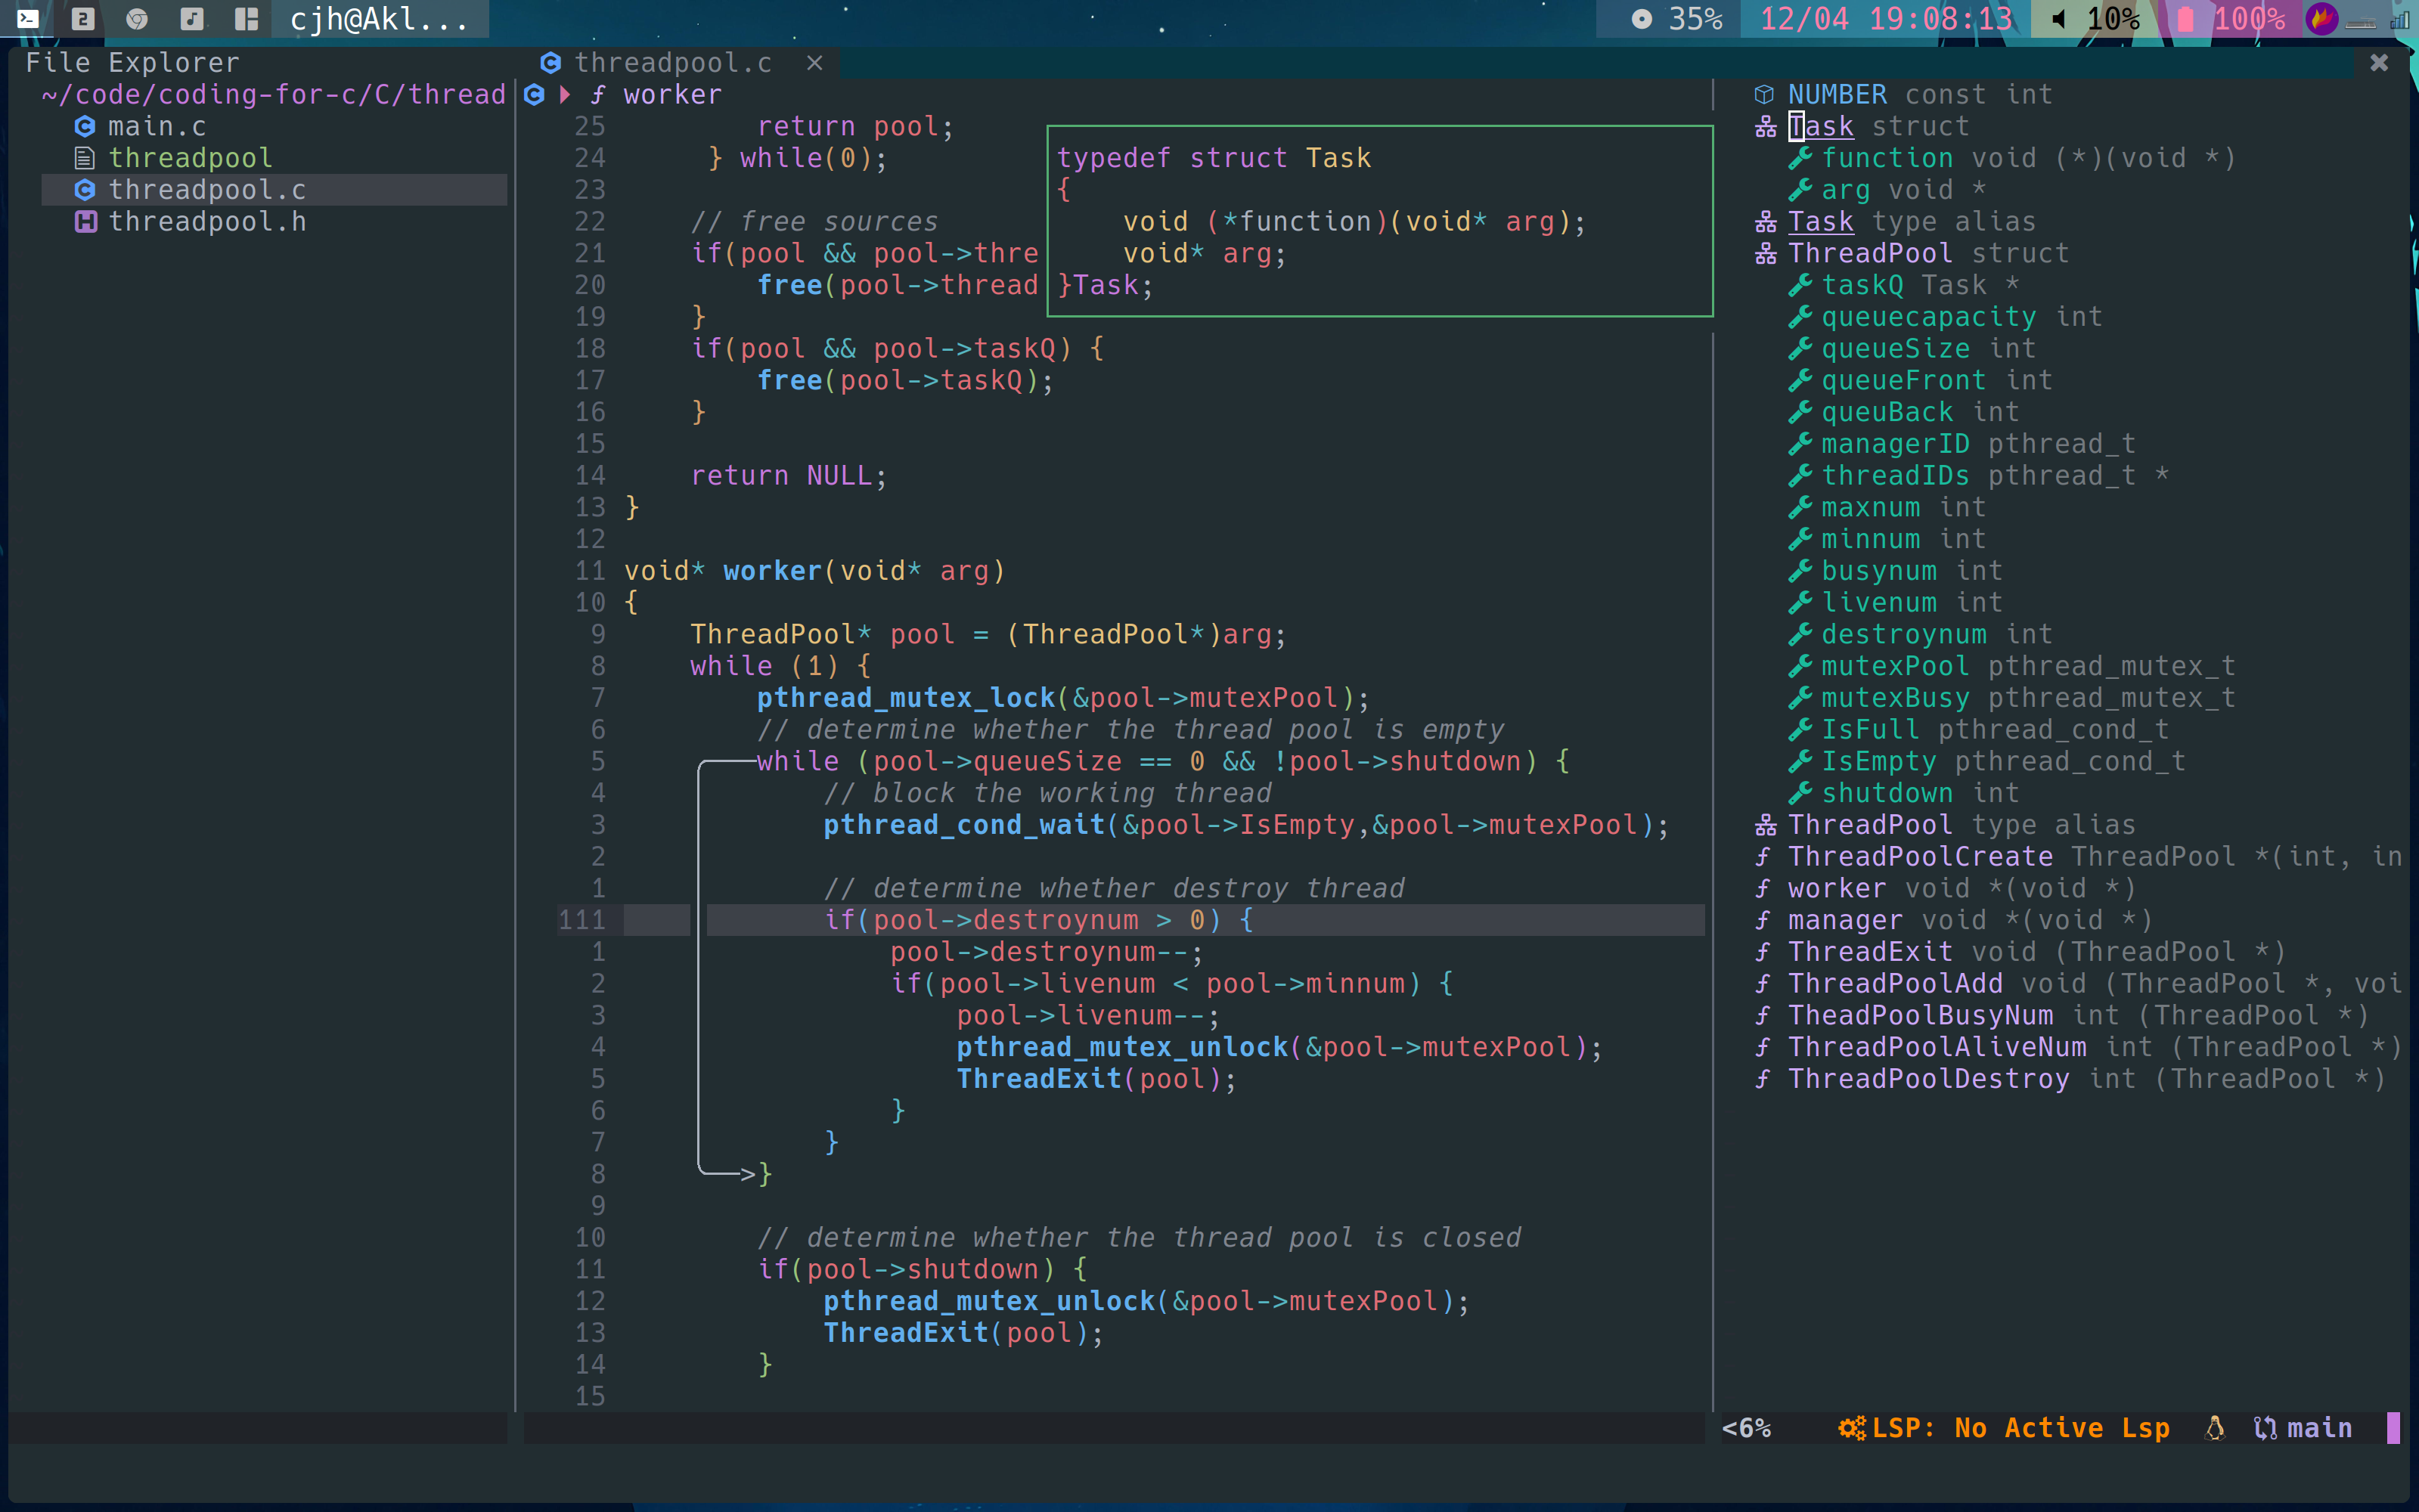 2 cjh@Akl... 35% 12/04 19:08:13 10% 100%
File Explorer
~/code/coding-for-c/C/thread
main.c
threadpool
threadpool.c
threadpool.h
threadpool.c ×
worker
25 return pool;
24 } while(0);
23
22 // free sources
21 if(pool && pool->thre
20 free(pool->thread
19 }
18 if(pool && pool->taskQ) {
17 free(pool->taskQ);
16 }
15
14 return NULL;
13 }
12
11 void* worker(void* arg)
10 {
9 ThreadPool* pool = (ThreadPool*)arg;
8 while (1) {
7 pthread_mutex_lock(&pool->mutexPool);
6 // determine whether the thread pool is empty
5 while (pool->queueSize == 0 && !pool->shutdown) {
4 // block the working thread
3 pthread_cond_wait(&pool->IsEmpty,&pool->mutexPool);
2
1 // determine whether destroy thread
111 if(pool->destroynum > 0) {
1 pool->destroynum--;
2 if(pool->livenum < pool->minnum) {
3 pool->livenum--;
4 pthread_mutex_unlock(&pool->mutexPool);
5 ThreadExit(pool);
6 }
7 }
8 >}
9
10 // determine whether the thread pool is closed
11 if(pool->shutdown) {
12 pthread_mutex_unlock(&pool->mutexPool);
13 ThreadExit(pool);
14 }
15
typedef struct Task
{
void (*function)(void* arg);
void* arg;
}Task;
NUMBER const int
Task struct
function void (*)(void *)
arg void *
Task type alias
ThreadPool struct
taskQ Task *
queuecapacity int
queueSize int
queueFront int
queuBack int
managerID pthread_t
threadIDs pthread_t *
maxnum int
minnum int
busynum int
livenum int
destroynum int
mutexPool pthread_mutex_t
mutexBusy pthread_mutex_t
IsFull pthread_cond_t
IsEmpty pthread_cond_t
shutdown int
ThreadPool type alias
ThreadPoolCreate ThreadPool *(int, in
worker void *(void *)
manager void *(void *)
ThreadExit void (ThreadPool *)
ThreadPoolAdd void (ThreadPool *, voi
TheadPoolBusyNum int (ThreadPool *)
ThreadPoolAliveNum int (ThreadPool *)
ThreadPoolDestroy int (ThreadPool *)
<6% LSP: No Active Lsp main